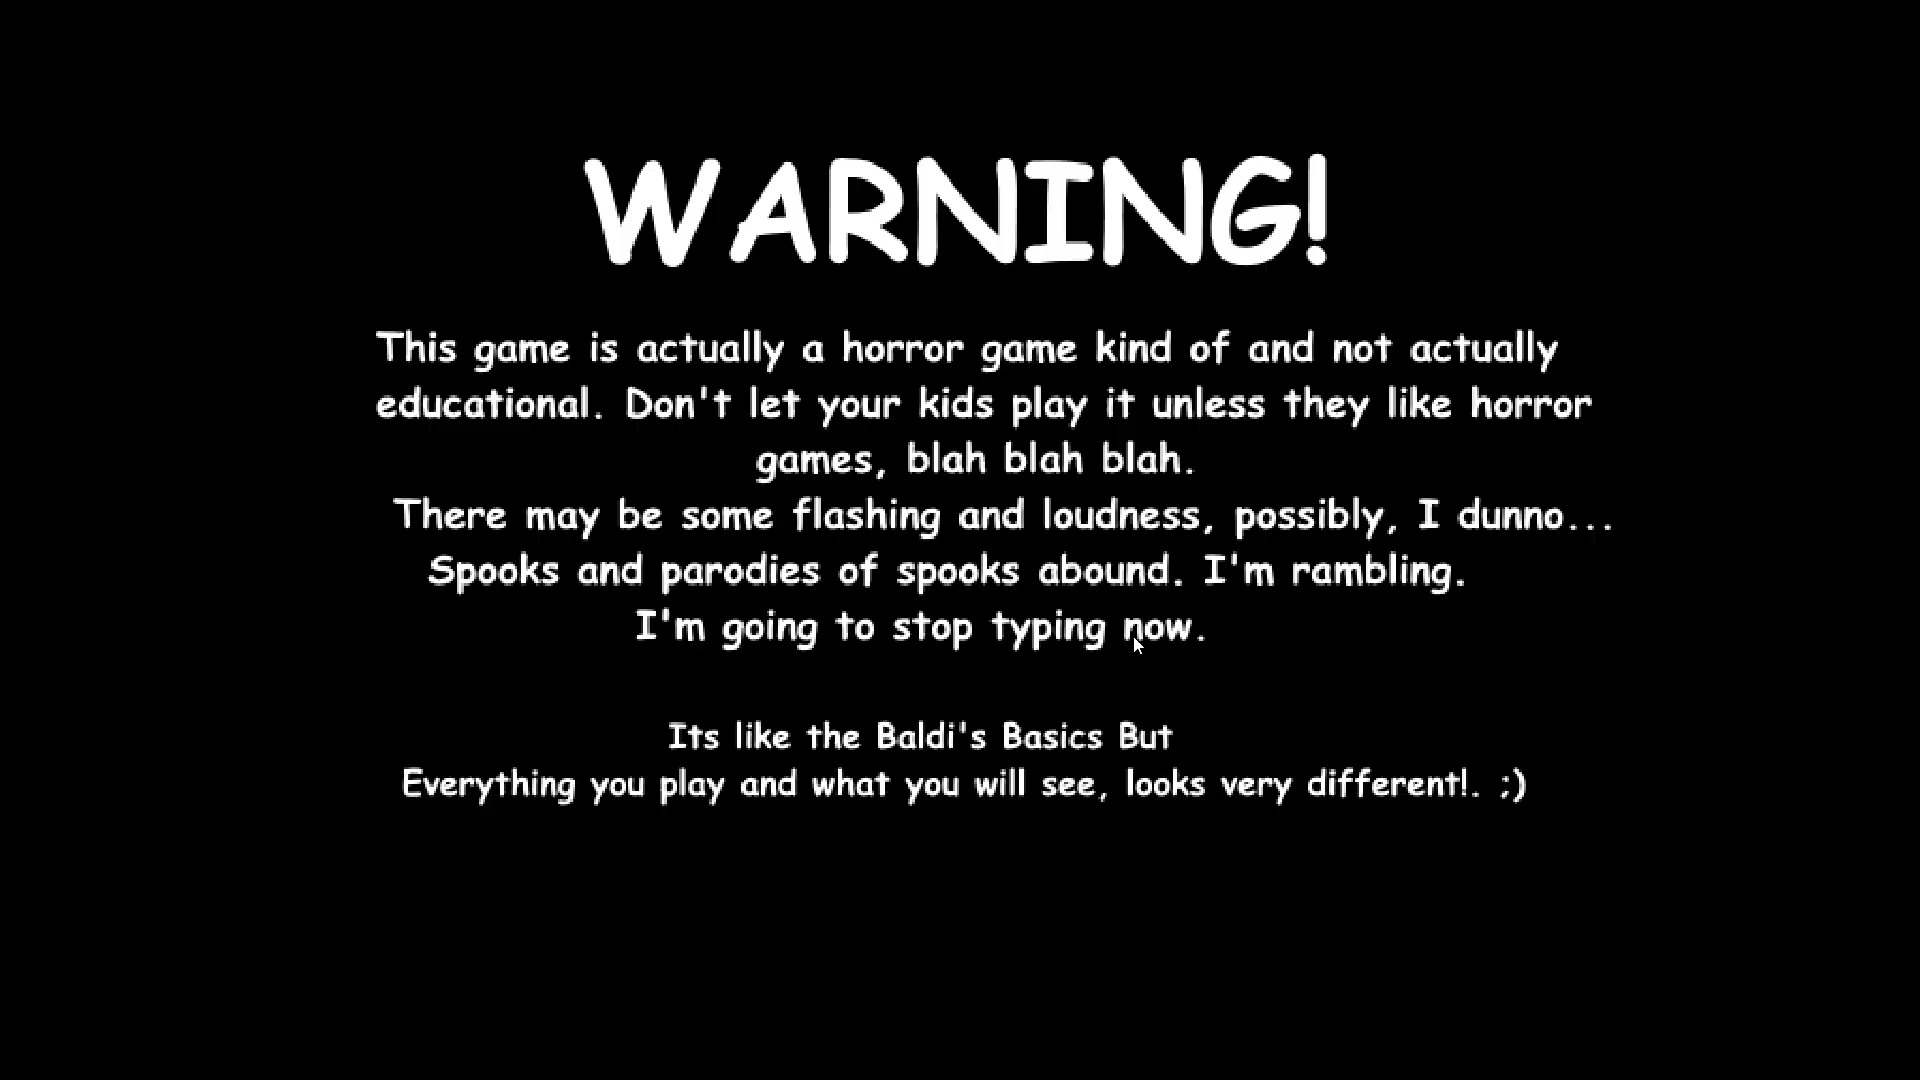 WARNING!
This game is actually a horror game kind of and not actually
educational. Don't let your kids play it unless they like horror
games, blah blah blah.
There may be some flashing and loudness, possibly, I dunno...
Spooks and parodies of spooks abound. I'm rambling.
I'm going to stop typing now.
Its like the Baldi's Basics But
Everything you play and what you will see, looks very different!. ;)